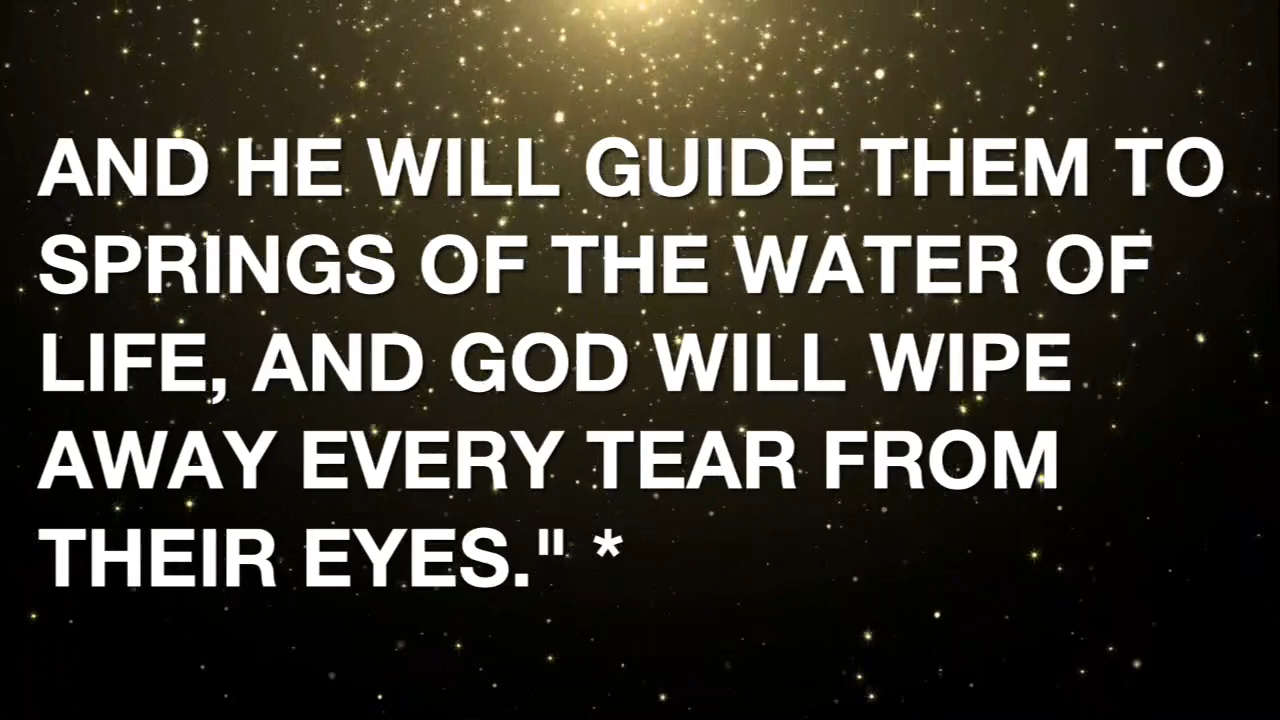 AND HE WILL GUIDE THEM TO
SPRINGS OF THE WATER OF
LIFE, AND GOD WILL WIPE
AWAY EVERY TEAR FROM
THEIR EYES." *